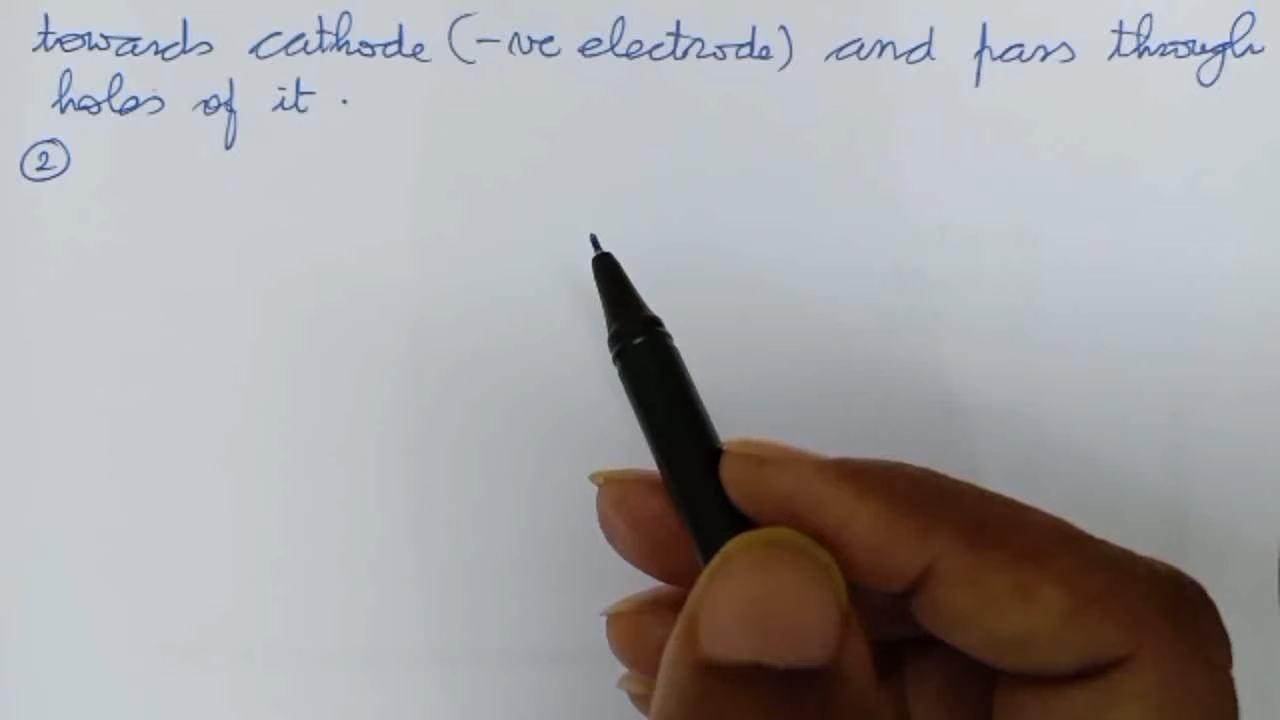 towards cathode (-ve electrode) and pass through
holes of it.
②